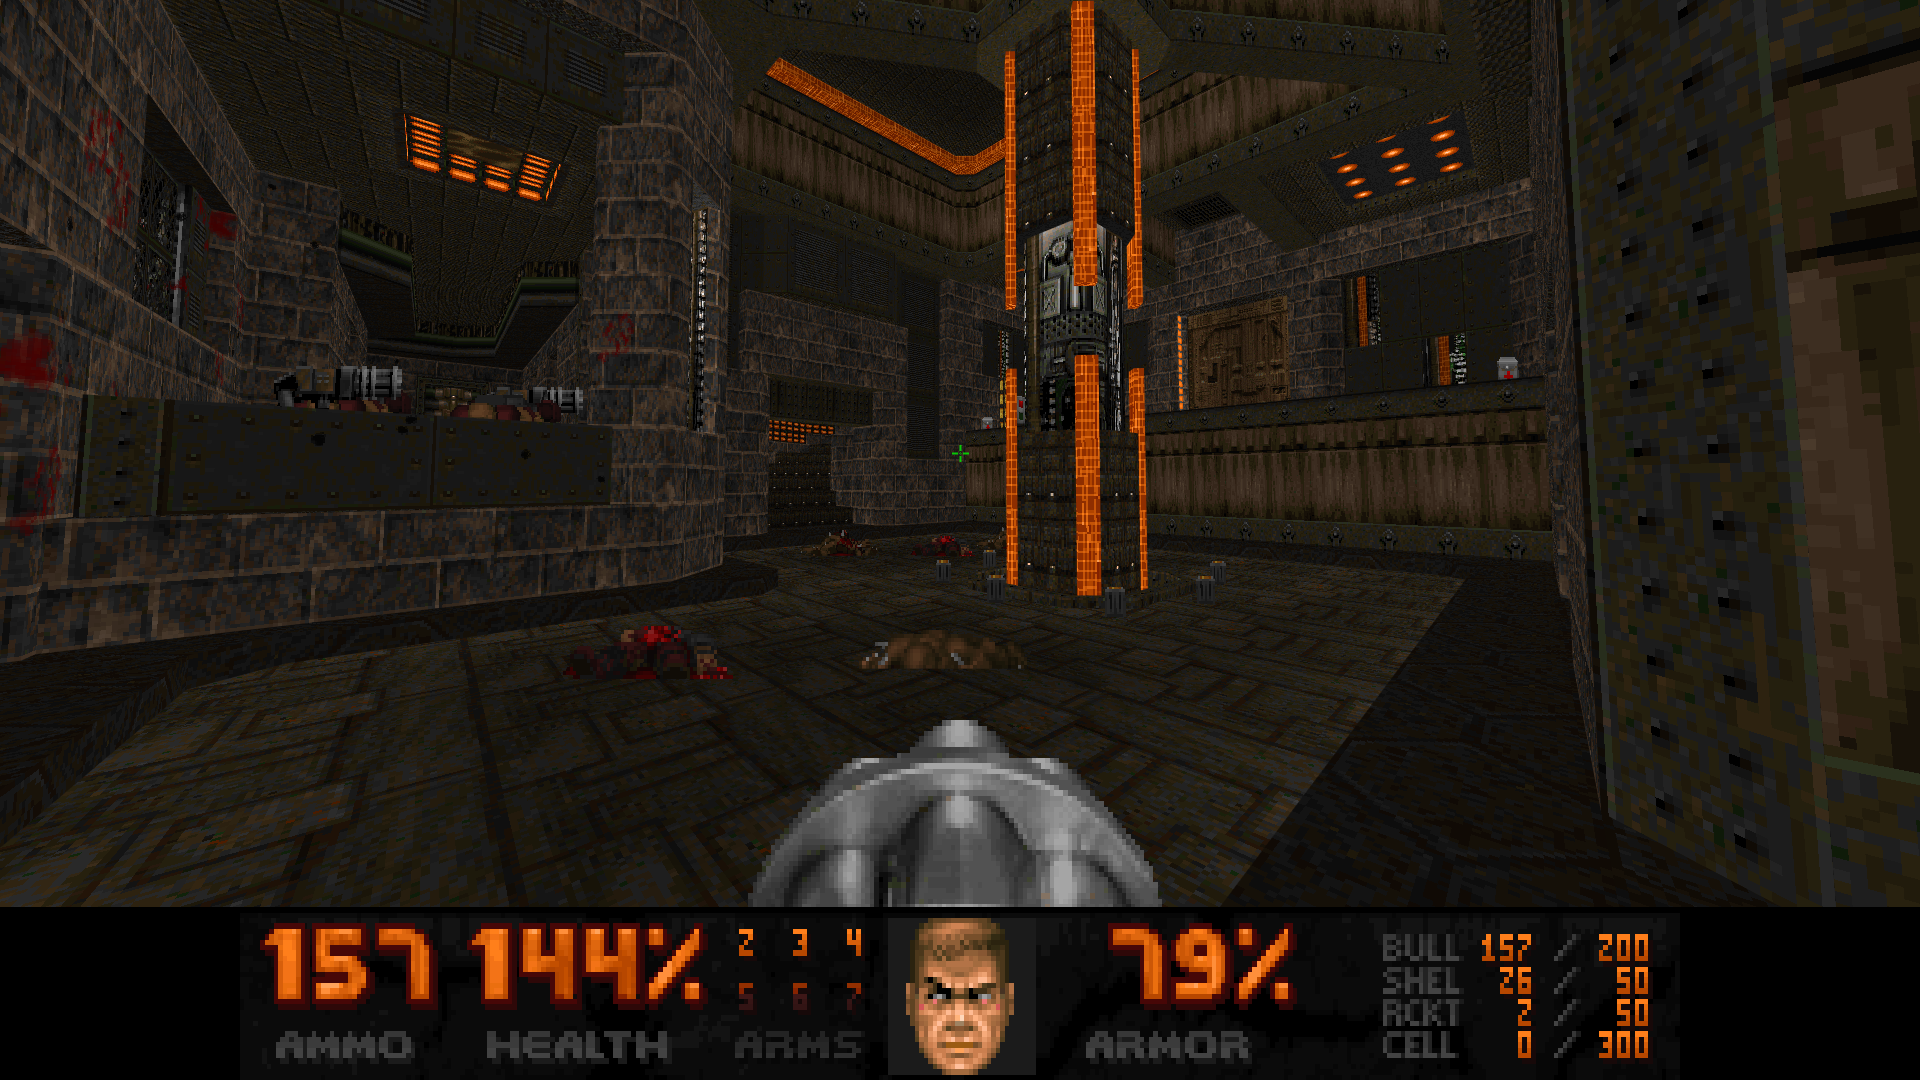 157 144% 2 3 4 79% BULL 157 / 200
5 6 7 SHEL 26 / 50
RCKT 2 / 50
AMMO HEALTH ARMS ARMOR CELL 0 / 300